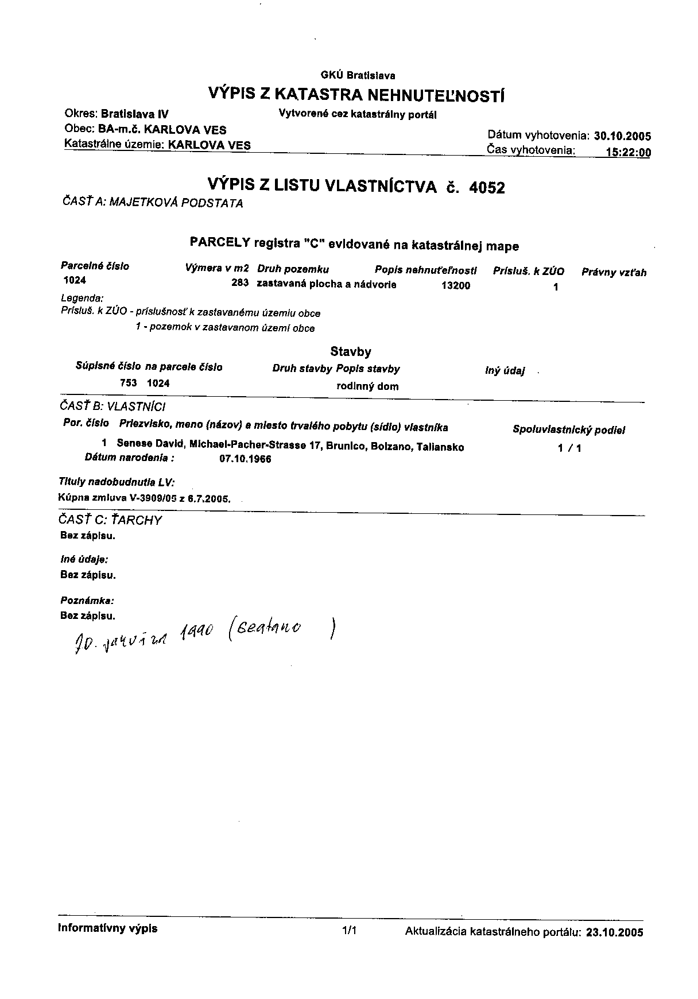 GKÚ Bratislava
VÝPIS Z KATASTRA NEHNUTEĽNOSTÍ
Okres: Bratislava IV Vytvorené cez katastrálny portál
Obec: BA-m.č. KARLOVA VES
Dátum vyhotovenia: 30.10.2005
Katastrálne územie: KARLOVA VES
Čas vyhotovenia: 15:22:00
VÝPIS Z LISTU VLASTNÍCTVA č. 4052
ČASŤ A: MAJETKOVÁ PODSTATA
PARCELY registra "C" evidované na katastrálnej mape
Parcelné číslo Výmera v m2 Druh pozemku Popis nehnuteľnosti Prísluš. k ZÚO Právny vzťah
1024 283 zastavaná plocha a nádvorie 13200 1
Legenda:
Prísluš. k ZÚO - príslušnosť k zastavanému územiu obce
1 - pozemok v zastavanom území obce
Stavby
Súpisné číslo na parcele číslo Druh stavby Popis stavby Iný údaj
753 1024 rodinný dom
ČASŤ B: VLASTNÍCI
Por. číslo Priezvisko, meno (názov) a miesto trvalého pobytu (sídlo) vlastníka Spoluvlastnícky podiel
1 Senese David, Michael-Pacher-Strasse 17, Brunico, Bolzano, Taliansko 1 / 1
Dátum narodenia : 07.10.1966
Tituly nadobudnutia LV:
Kúpna zmluva V-3909/05 z 6.7.2005.
ČASŤ C: ŤARCHY
Bez zápisu.
Iné údaje:
Bez zápisu.
Poznámka:
Bez zápisu.
1990 ( )
Informatívny výpis 1/1 Aktualizácia katastrálneho portálu: 23.10.2005